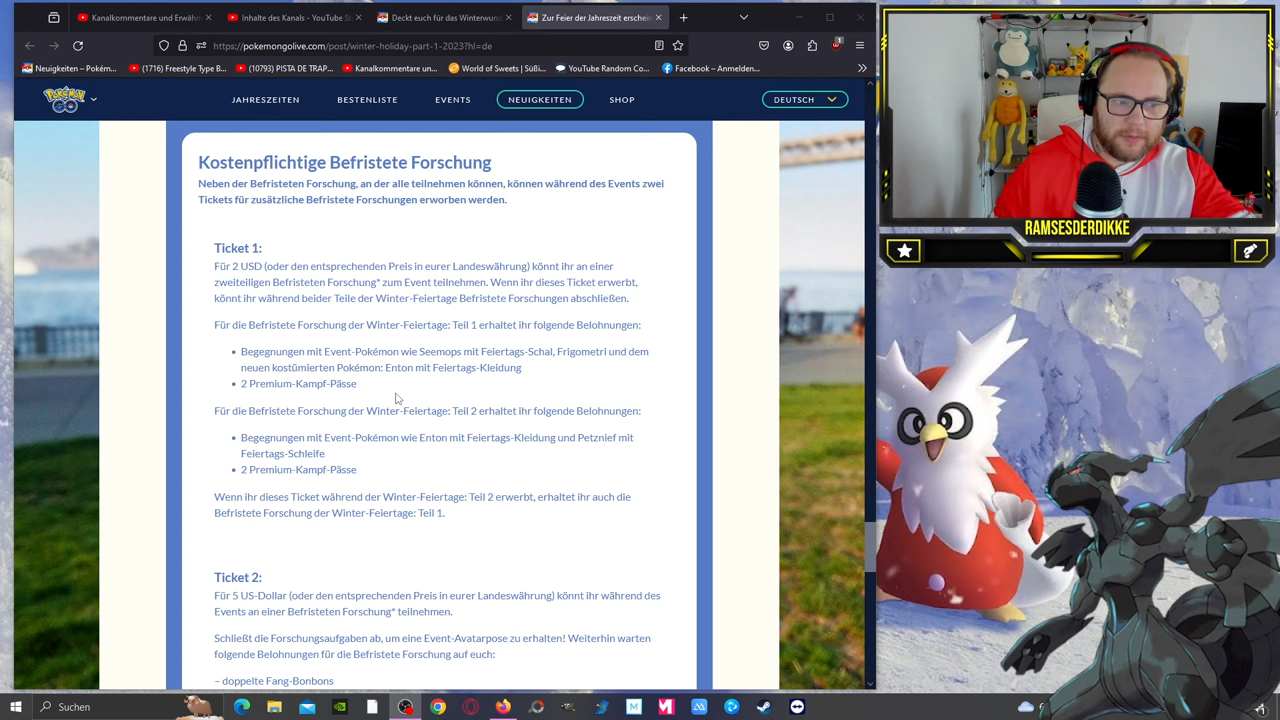 Kanalkommentare und Erwähn
Inhalte des Kanals - YouTube St
Deckt euch für das Winterwund
Zur Feier der Jahreszeit erschein
https://pokemongolive.com/post/winter-holiday-part-1-2023?hl=de
1
Neuigkeiten – Pokém...
(1716) Freestyle Type B...
(10793) PISTA DE TRAP...
Kanalkommentare un...
World of Sweets | Süßi...
YouTube Random Co...
Facebook – Anmelden...
POKÉMON GO
JAHRESZEITEN
BESTENLISTE
EVENTS
NEUIGKEITEN
SHOP
DEUTSCH
Kostenpflichtige Befristete Forschung
Neben der Befristeten Forschung, an der alle teilnehmen können, können während des Events zwei
Tickets für zusätzliche Befristete Forschungen erworben werden.
Ticket 1:
Für 2 USD (oder den entsprechenden Preis in eurer Landeswährung) könnt ihr an einer
zweiteiligen Befristeten Forschung* zum Event teilnehmen. Wenn ihr dieses Ticket erwerbt,
könnt ihr während beider Teile der Winter-Feiertage Befristete Forschungen abschließen.
Für die Befristete Forschung der Winter-Feiertage: Teil 1 erhaltet ihr folgende Belohnungen:
Begegnungen mit Event-Pokémon wie Seemops mit Feiertags-Schal, Frigometri und dem
neuen kostümierten Pokémon: Enton mit Feiertags-Kleidung
2 Premium-Kampf-Pässe
Für die Befristete Forschung der Winter-Feiertage: Teil 2 erhaltet ihr folgende Belohnungen:
Begegnungen mit Event-Pokémon wie Enton mit Feiertags-Kleidung und Petznief mit
Feiertags-Schleife
2 Premium-Kampf-Pässe
Wenn ihr dieses Ticket während der Winter-Feiertage: Teil 2 erwerbt, erhaltet ihr auch die
Befristete Forschung der Winter-Feiertage: Teil 1.
Ticket 2:
Für 5 US-Dollar (oder den entsprechenden Preis in eurer Landeswährung) könnt ihr während des
Events an einer Befristeten Forschung* teilnehmen.
Schließt die Forschungsaufgaben ab, um eine Event-Avatarpose zu erhalten! Weiterhin warten
folgende Belohnungen für die Befristete Forschung auf euch:
– doppelte Fang-Bonbons
RAMSESDERDIKKE
Suchen